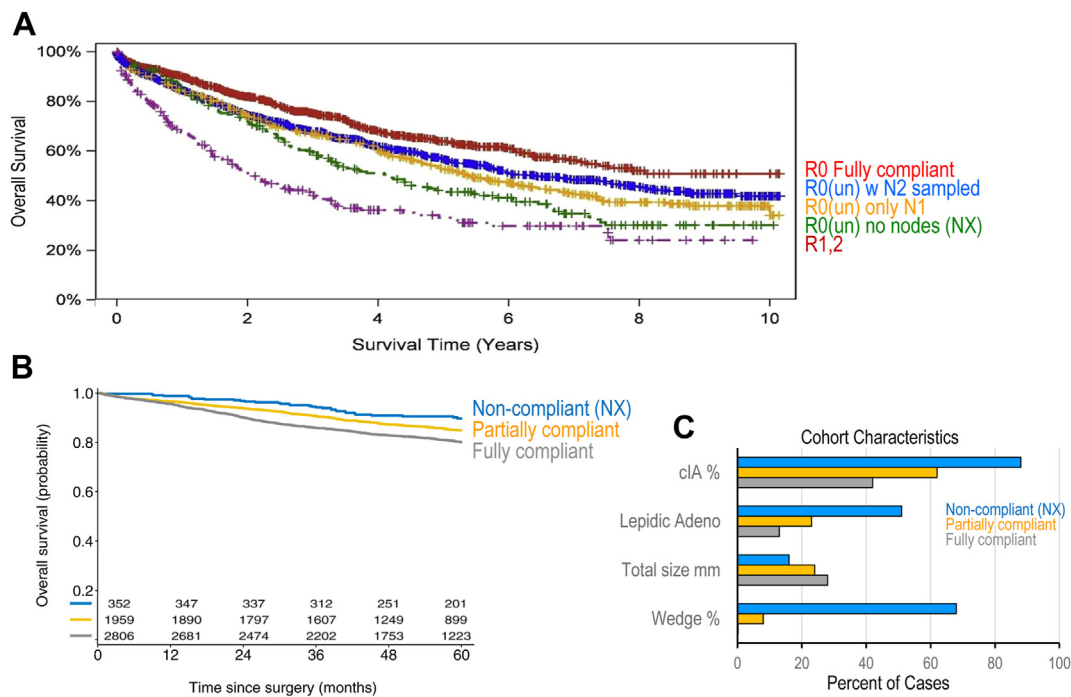 A
100%
80%
60%
40%
20%
0%
Overall Survival
0 2 4 6 8 10
Survival Time (Years)
R0 Fully compliant
R0(un) w N2 sampled
R0(un) only N1
R0(un) no nodes (NX)
R1,2
B
1.0
0.8
0.6
0.4
0.2
Overall survival (probability)
Non-compliant (NX)
Partially compliant
Fully compliant
352 347 337 312 251 201
1959 1890 1797 1607 1249 899
2806 2681 2474 2202 1753 1223
0 12 24 36 48 60
Time since surgery (months)
C
Cohort Characteristics
cIA %
Lepidic Adeno
Total size mm
Wedge %
Non-compliant (NX)
Partially compliant
Fully compliant
0 20 40 60 80 100
Percent of Cases